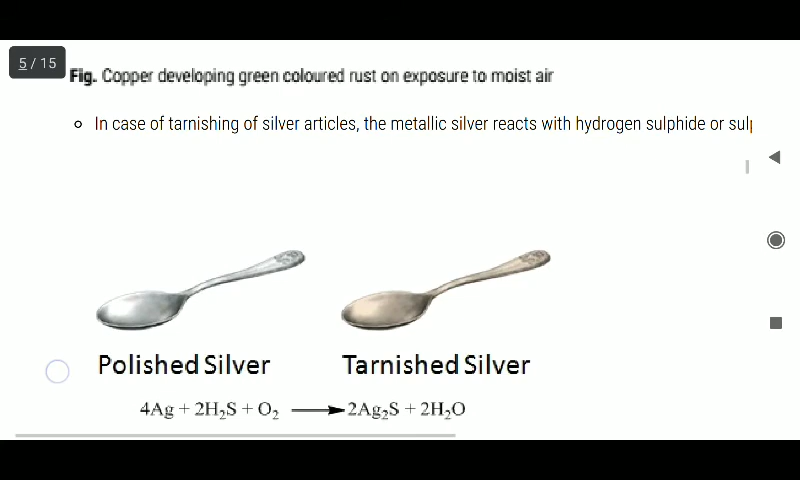 5 / 15
Fig. Copper developing green coloured rust on exposure to moist air
In case of tarnishing of silver articles, the metallic silver reacts with hydrogen sulphide or
Polished Silver Tarnished Silver
4Ag + 2H₂S + O₂ ⟶ 2Ag₂S + 2H₂O